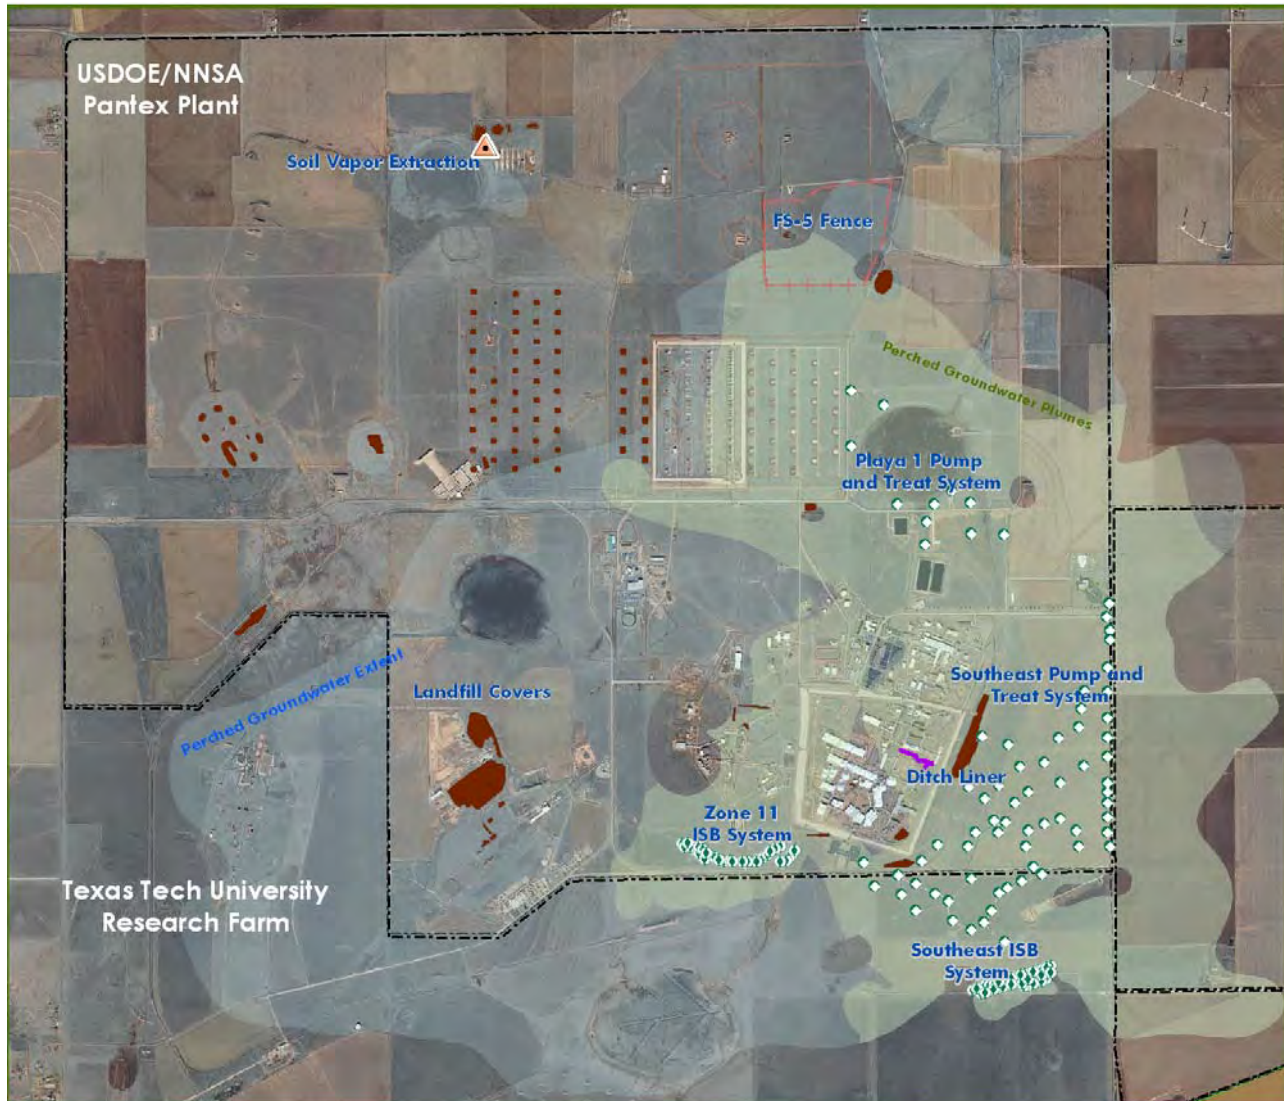 USDOE/NNSA
Pantex Plant
Soil Vapor Extraction
FS-5 Fence
Perched Groundwater Plumes
Playa 1 Pump
and Treat System
Perched Groundwater Extent
Landfill Covers
Southeast Pump and
Treat System
Ditch Liner
Zone 11
ISB System
Texas Tech University
Research Farm
Southeast ISB
System